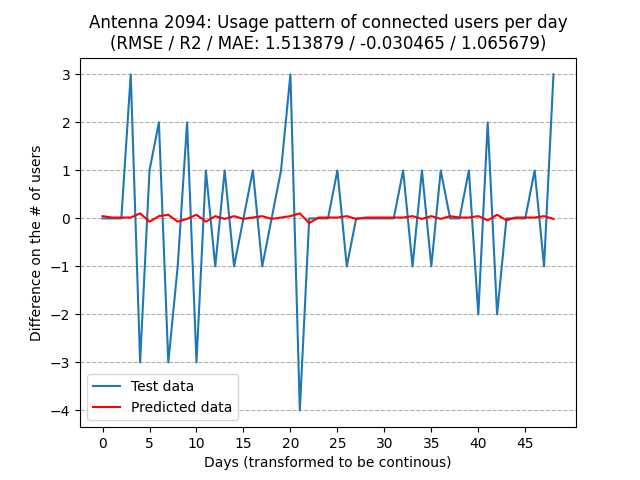 Antenna 2094: Usage pattern of connected users per day
(RMSE / R2 / MAE: 1.513879 / -0.030465 / 1.065679)
Difference on the # of users
3
2
1
0
−1
−2
−3
−4
Test data
Predicted data
0 5 10 15 20 25 30 35 40 45
Days (transformed to be continous)